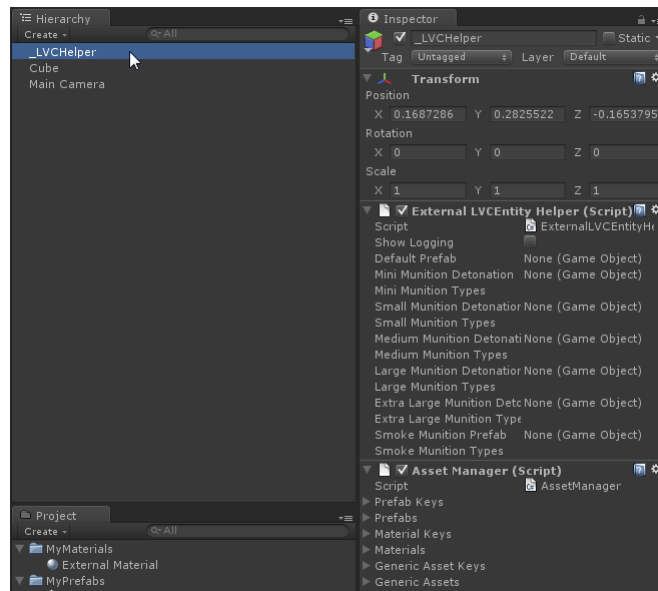 Hierarchy
Create
All
_LVCHelper
Cube
Main Camera
Project
Create
All
MyMaterials
External Material
MyPrefabs
Inspector
_LVCHelper
Static
Tag Untagged Layer Default
Transform
Position
X 0.1687286 Y 0.2825522 Z -0.1653795
Rotation
X 0 Y 0 Z 0
Scale
X 1 Y 1 Z 1
External LVCEntity Helper (Script)
Script ExternalLVCEntityHe
Show Logging
Default Prefab None (Game Object)
Mini Munition Detonation None (Game Object)
Mini Munition Types
Small Munition Detonation None (Game Object)
Small Munition Types
Medium Munition Detonati None (Game Object)
Medium Munition Types
Large Munition Detonation None (Game Object)
Large Munition Types
Extra Large Munition Deto None (Game Object)
Extra Large Munition Type
Smoke Munition Prefab None (Game Object)
Smoke Munition Types
Asset Manager (Script)
Script AssetManager
Prefab Keys
Prefabs
Material Keys
Materials
Generic Asset Keys
Generic Assets